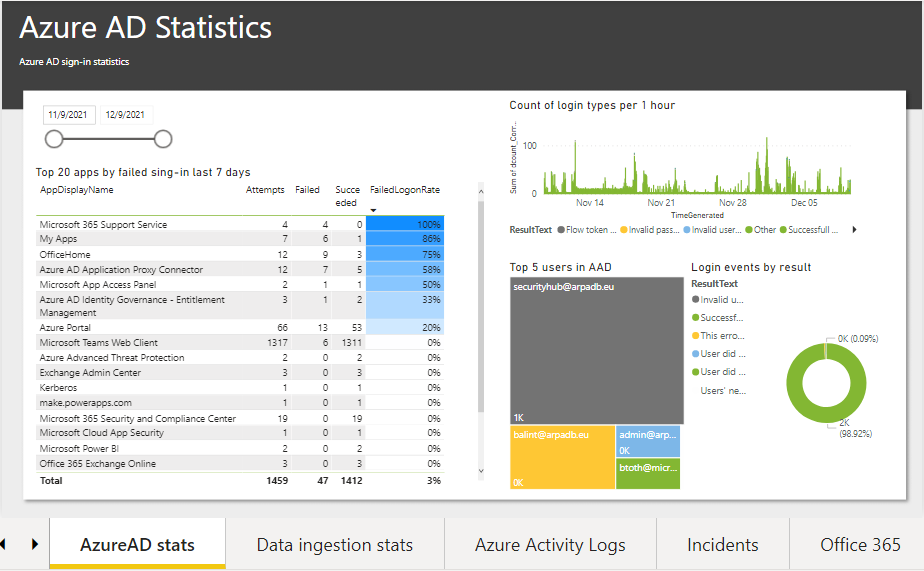 Azure AD Statistics
Azure AD sign-in statistics
11/9/2021 12/9/2021
Top 20 apps by failed sing-in last 7 days
AppDisplayName Attempts Failed Succe FailedLogonRate
eded
Microsoft 365 Support Service 4 4 0 100%
My Apps 7 6 1 86%
OfficeHome 12 9 3 75%
Azure AD Application Proxy Connector 12 7 5 58%
Microsoft App Access Panel 2 1 1 50%
Azure AD Identity Governance - Entitlement 3 1 2 33%
Management
Azure Portal 66 13 53 20%
Microsoft Teams Web Client 1317 6 1311 0%
Azure Advanced Threat Protection 2 0 2 0%
Exchange Admin Center 3 0 3 0%
Kerberos 1 0 1 0%
make.powerapps.com 1 0 1 0%
Microsoft 365 Security and Compliance Center 19 0 19 0%
Microsoft Cloud App Security 1 0 1 0%
Microsoft Power BI 2 0 2 0%
Office 365 Exchange Online 3 0 3 0%
Total 1459 47 1412 3%
Count of login types per 1 hour
Sum of dcount_Corr...
100
0
Nov 14 Nov 21 Nov 28 Dec 05
TimeGenerated
ResultText Flow token ... Invalid pass... Invalid user... Other Successful ...
Top 5 users in AAD
securityhub@arpadb.eu
1K
balint@arpadb.eu
0K
admin@arp...
0K
btoth@micr...
Login events by result
ResultText
Invalid u...
Successf...
This erro...
User did ...
User did ...
Users' ne...
0K (0.09%)
2K
(98.92%)
AzureAD stats Data ingestion stats Azure Activity Logs Incidents Office 365